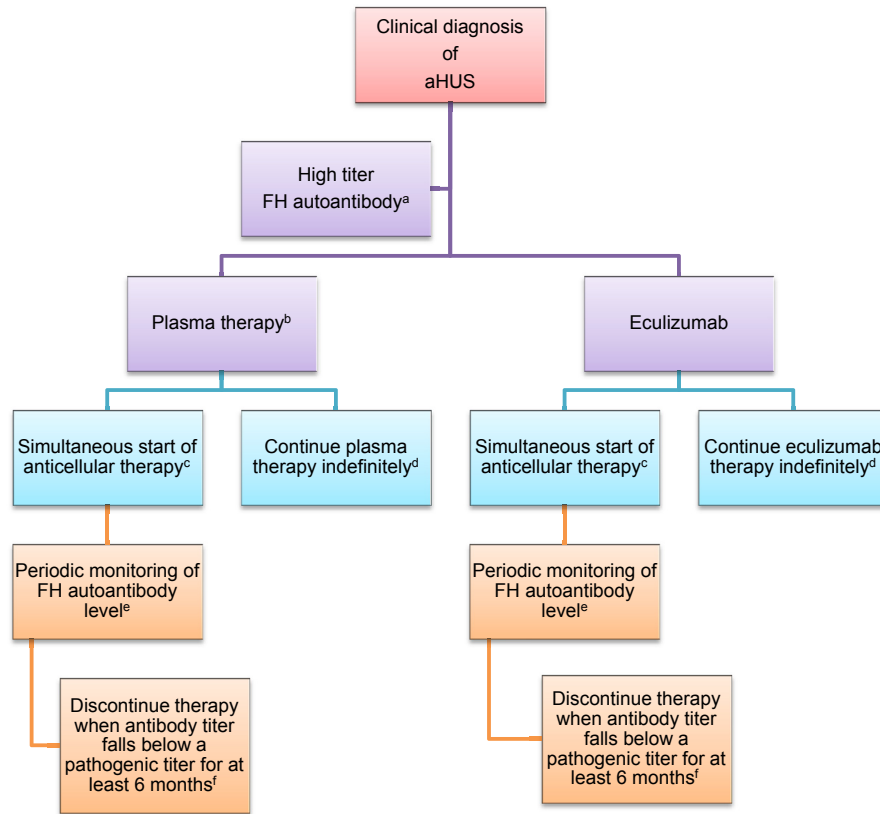 Clinical diagnosis
of
aHUS
High titer
FH autoantibodyᵃ
Plasma therapyᵇ
Eculizumab
Simultaneous start of
anticellular therapyᶜ
Continue plasma
therapy indefinitelyᵈ
Simultaneous start of
anticellular therapyᶜ
Continue eculizumab
therapy indefinitelyᵈ
Periodic monitoring of
FH autoantibody
levelᵉ
Periodic monitoring of
FH autoantibody
levelᵉ
Discontinue therapy
when antibody titer
falls below a
pathogenic titer for at
least 6 monthsᶠ
Discontinue therapy
when antibody titer
falls below a
pathogenic titer for at
least 6 monthsᶠ